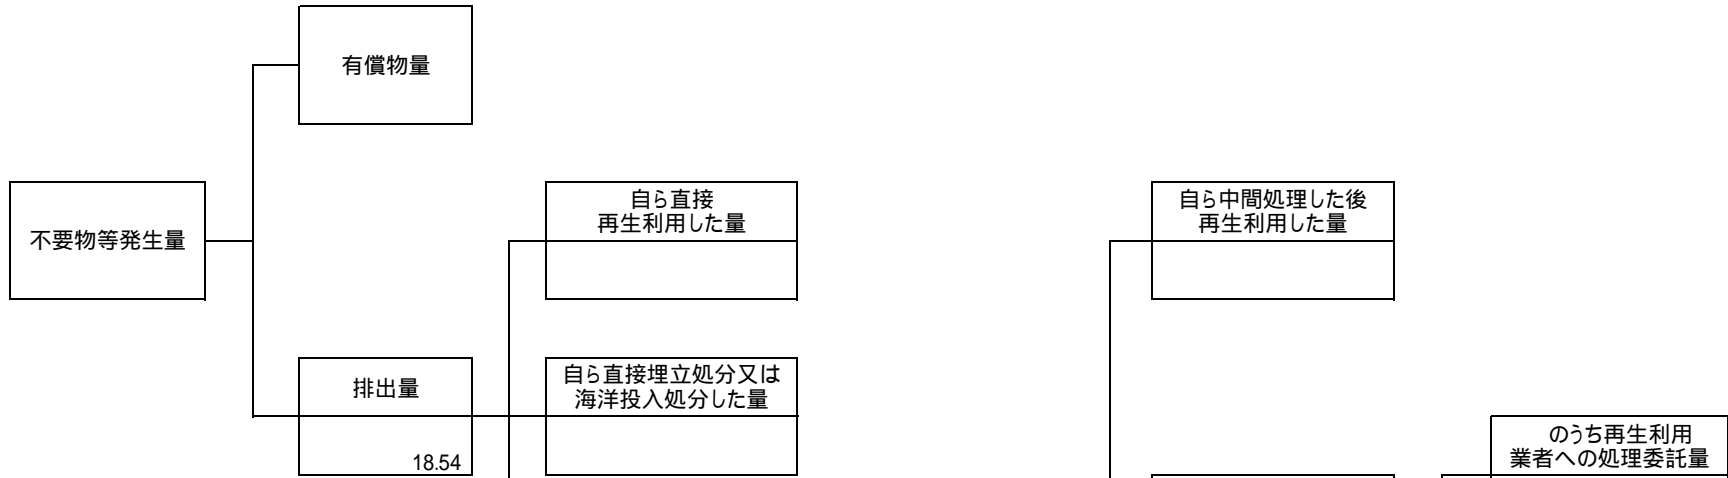 有償物量
不要物等発生量
自ら直接
再生利用した量
自ら中間処理した後
再生利用した量
排出量
18.54
自ら直接埋立処分又は
海洋投入処分した量
のうち再生利用
業者への処理委託量